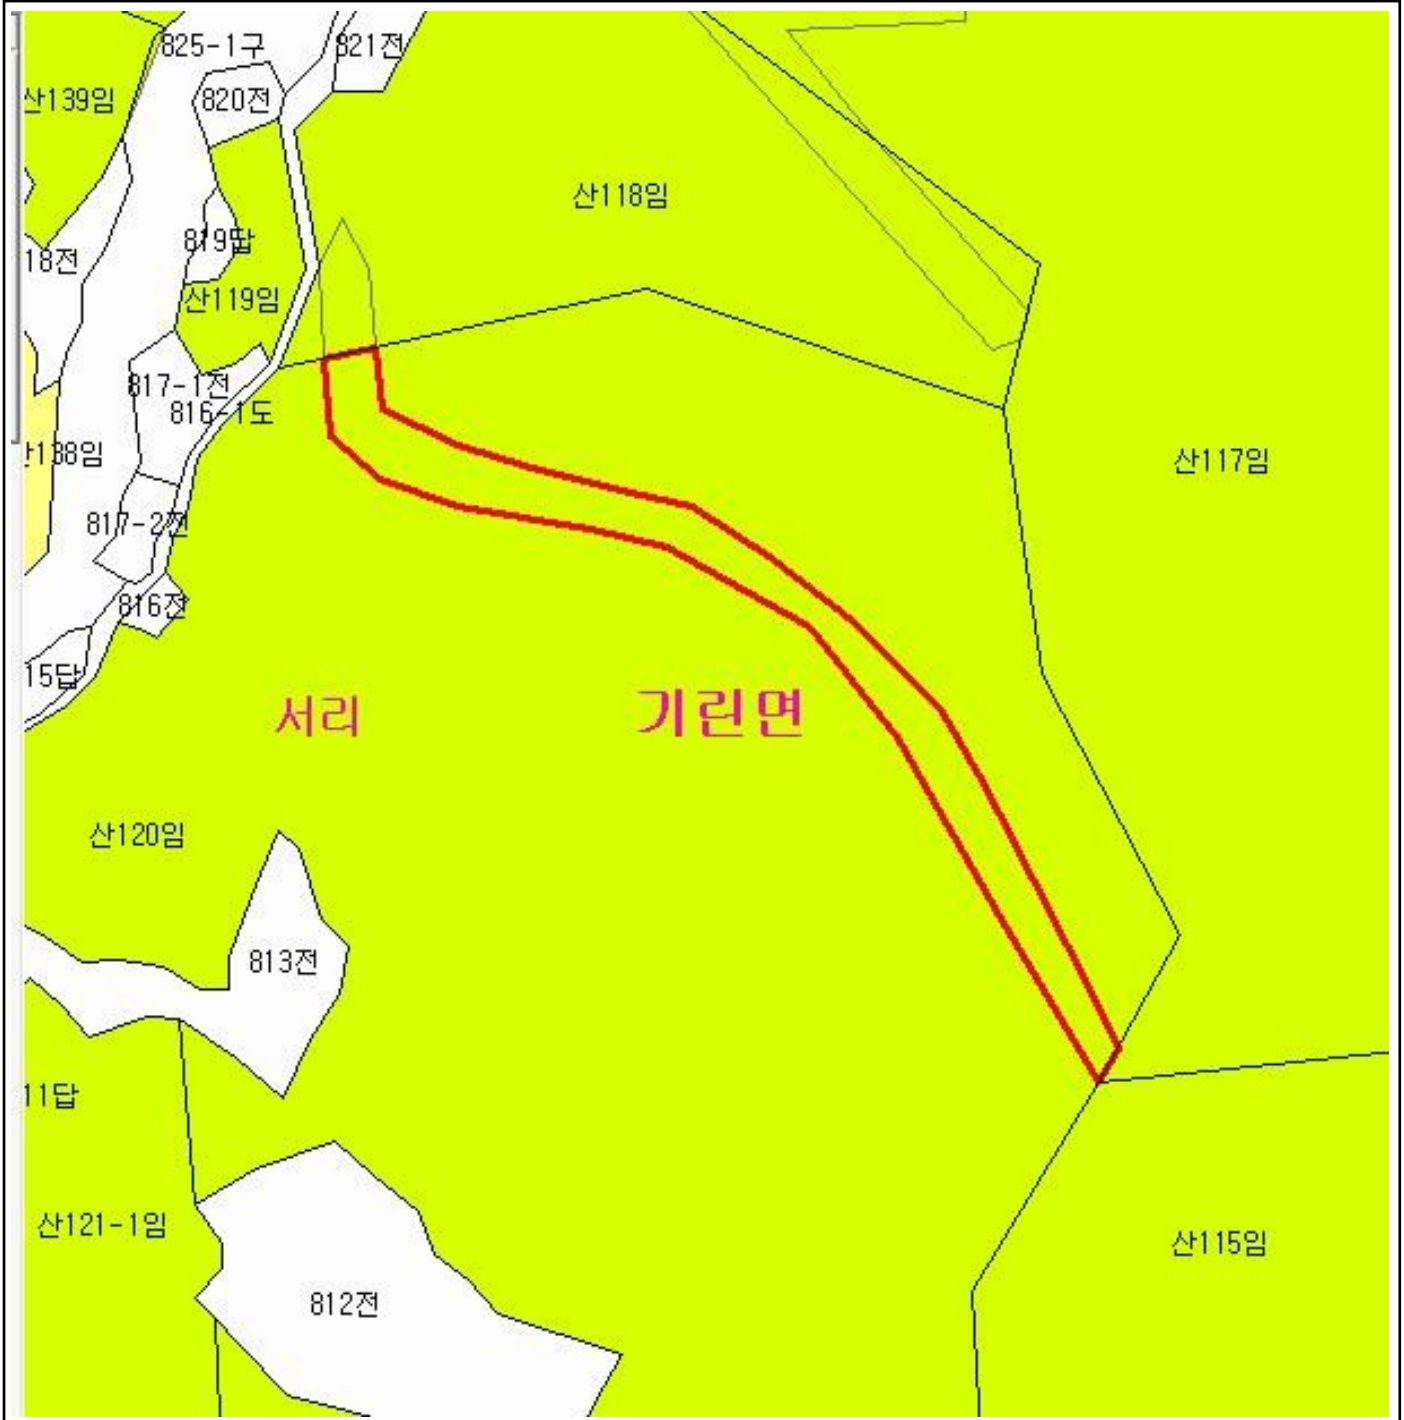 825-1구
821전
산139임
820전
산118임
819답
18전
산119임
817-1전
816-1도
138임
산117임
817-2전
816전
15답
서리
기린면
산120임
813전
11답
산121-1임
산115임
812전